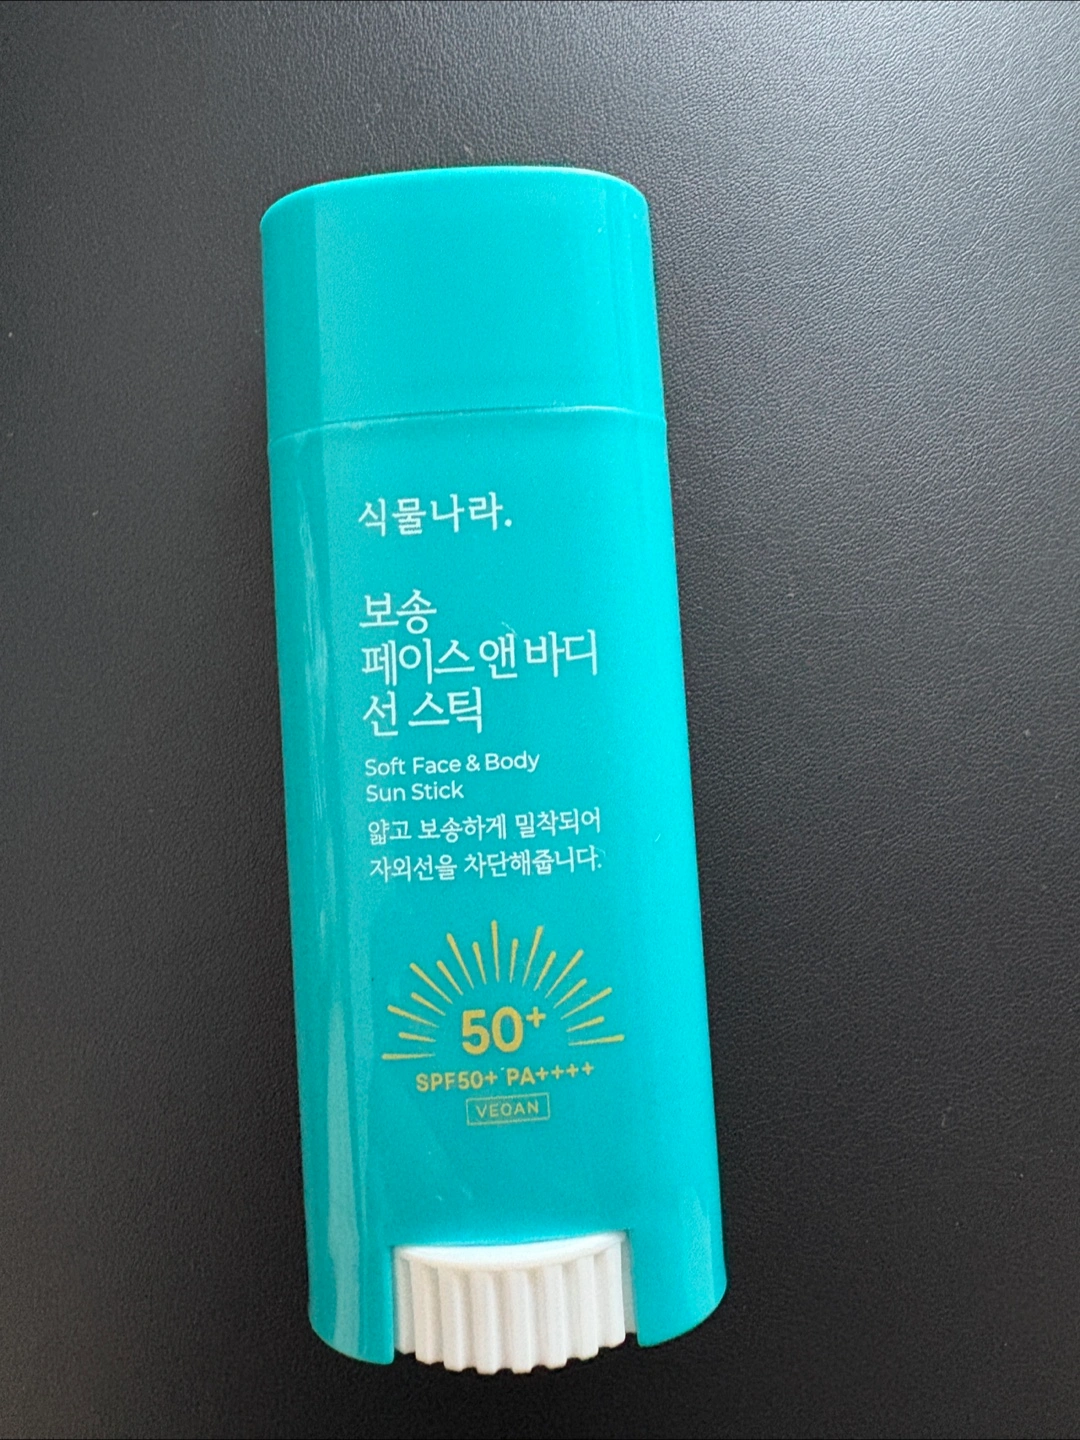 식물나라.
보송
페이스 앤 바디
선 스틱
Soft Face & Body
Sun Stick
얇고 보송하게 밀착되어
자외선을 차단해줍니다.
50+
SPF50+ PA++++
VEGAN